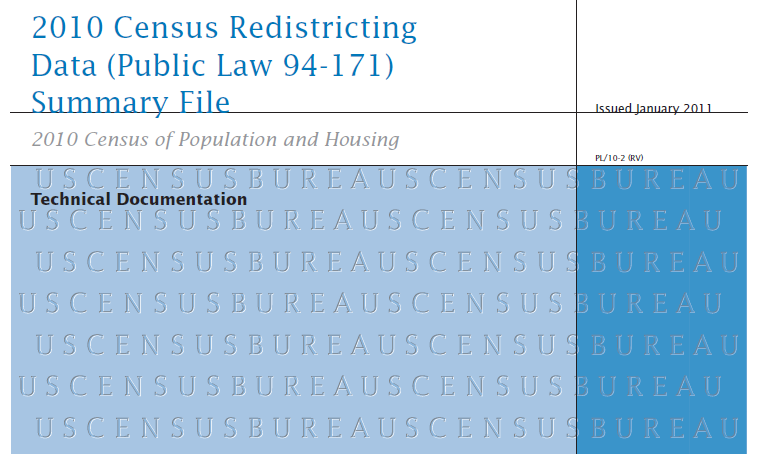 2010 Census Redistricting
Data (Public Law 94-171)
Summary File
Issued January 2011
2010 Census of Population and Housing
PL/10-2 (RV)
USCENSUSBUREAUSCENSUSBUREAU
Technical Documentation
USCENSUSBUREAUSCENSUSBUREAU
USCENSUSBUREAUSCENSUSBUREAU
USCENSUSBUREAUSCENSUSBUREAU
USCENSUSBUREAUSCENSUSBUREAU
USCENSUSBUREAUSCENSUSBUREAU
USCENSUSBUREAUSCENSUSBUREAU